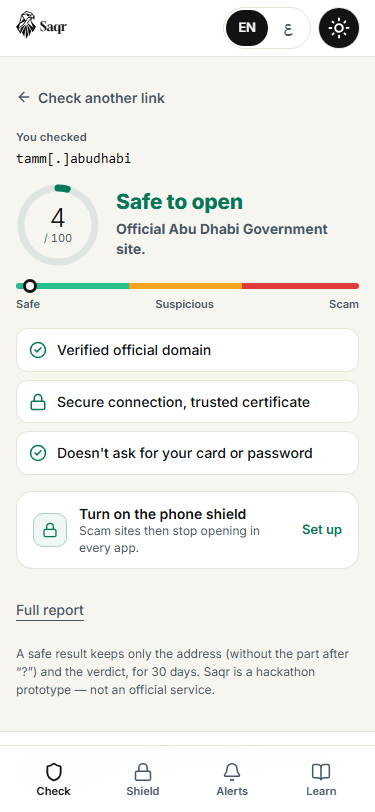 Saqr
EN
ع
← Check another link
You checked
tamm[.]abudhabi
4
/ 100
Safe to open
Official Abu Dhabi Government
site.
Safe
Suspicious
Scam
Verified official domain
Secure connection, trusted certificate
Doesn't ask for your card or password
Turn on the phone shield
Scam sites then stop opening in
every app.
Set up
Full report
A safe result keeps only the address (without the part after
“?”) and the verdict, for 30 days. Saqr is a hackathon
prototype — not an official service.
Check
Shield
Alerts
Learn